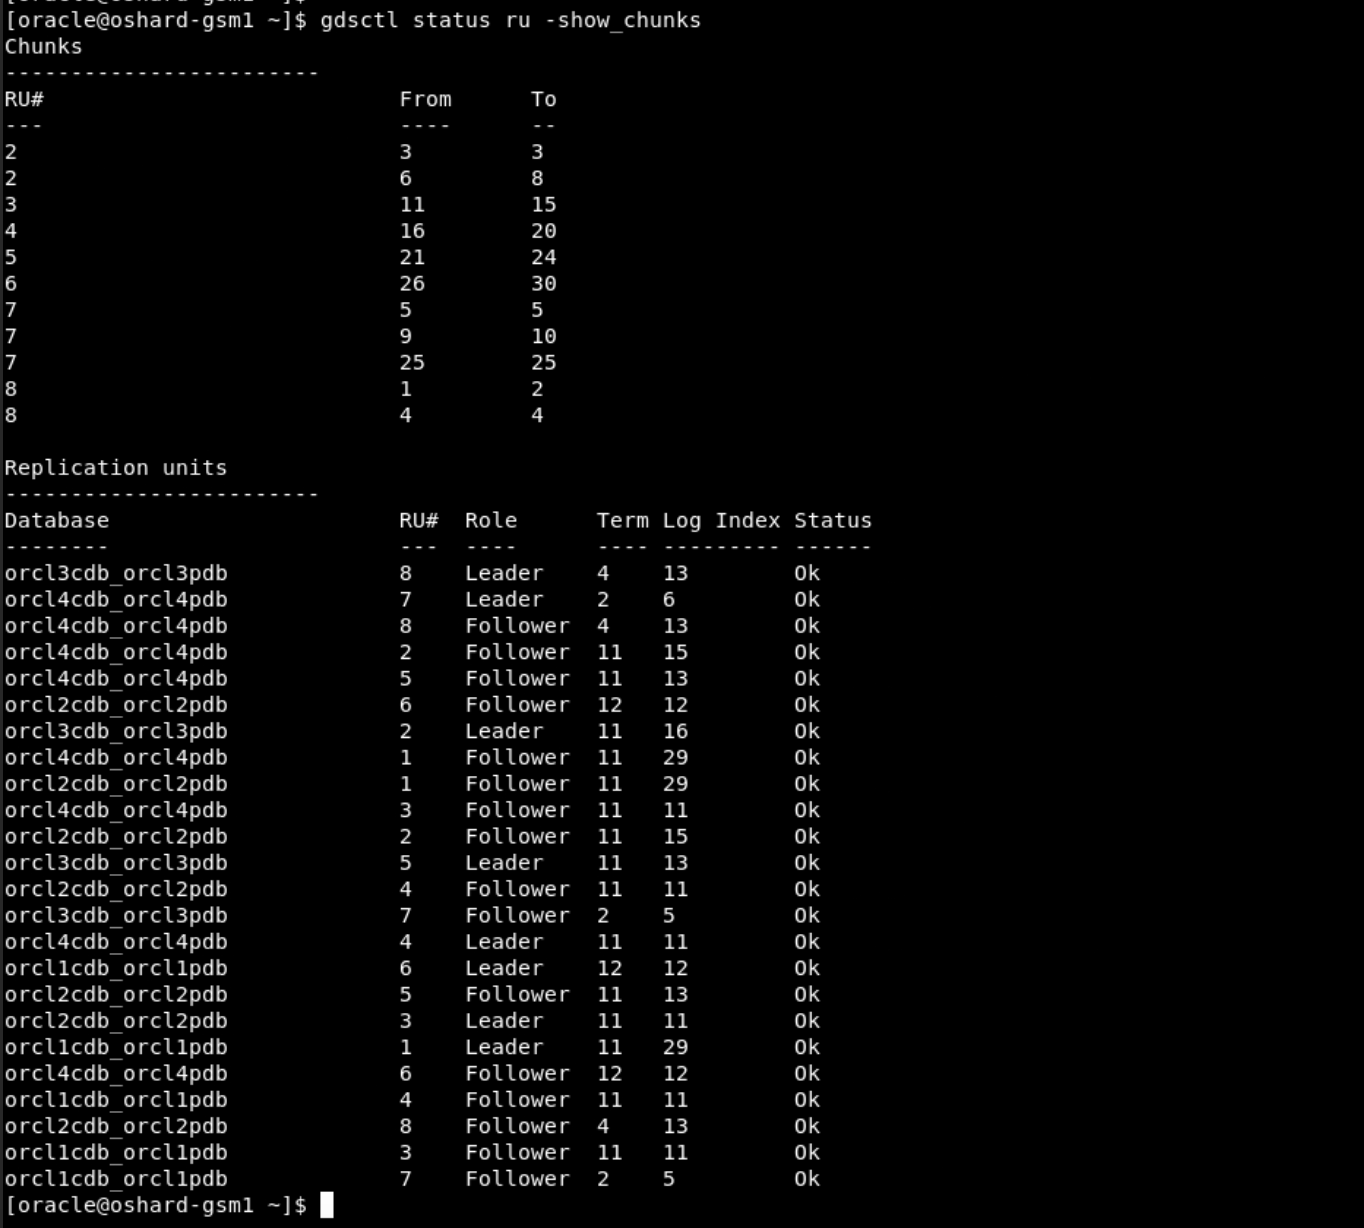 [oracle@oshard-gsm1 ~]$ gdsctl status ru -show_chunks
Chunks
------------------------
RU#                           From      To
---                           ----      --
2                             3         3
2                             6         8
3                             11        15
4                             16        20
5                             21        24
6                             26        30
7                             5         5
7                             9         10
7                             25        25
8                             1         2
8                             4         4

Replication units
------------------------
Database                      RU#  Role      Term Log Index Status
--------                      ---  ----      ---- --------- ------
orcl3cdb_orcl3pdb             8    Leader    4    13        Ok
orcl4cdb_orcl4pdb             7    Leader    2    6         Ok
orcl4cdb_orcl4pdb             8    Follower  4    13        Ok
orcl4cdb_orcl4pdb             2    Follower  11   15        Ok
orcl4cdb_orcl4pdb             5    Follower  11   13        Ok
orcl2cdb_orcl2pdb             6    Follower  12   12        Ok
orcl3cdb_orcl3pdb             2    Leader    11   16        Ok
orcl4cdb_orcl4pdb             1    Follower  11   29        Ok
orcl2cdb_orcl2pdb             1    Follower  11   29        Ok
orcl4cdb_orcl4pdb             3    Follower  11   11        Ok
orcl2cdb_orcl2pdb             2    Follower  11   15        Ok
orcl3cdb_orcl3pdb             5    Leader    11   13        Ok
orcl2cdb_orcl2pdb             4    Follower  11   11        Ok
orcl3cdb_orcl3pdb             7    Follower  2    5         Ok
orcl4cdb_orcl4pdb             4    Leader    11   11        Ok
orcl1cdb_orcl1pdb             6    Leader    12   12        Ok
orcl2cdb_orcl2pdb             5    Follower  11   13        Ok
orcl2cdb_orcl2pdb             3    Leader    11   11        Ok
orcl1cdb_orcl1pdb             1    Leader    11   29        Ok
orcl4cdb_orcl4pdb             6    Follower  12   12        Ok
orcl1cdb_orcl1pdb             4    Follower  11   11        Ok
orcl2cdb_orcl2pdb             8    Follower  4    13        Ok
orcl1cdb_orcl1pdb             3    Follower  11   11        Ok
orcl1cdb_orcl1pdb             7    Follower  2    5         Ok
[oracle@oshard-gsm1 ~]$